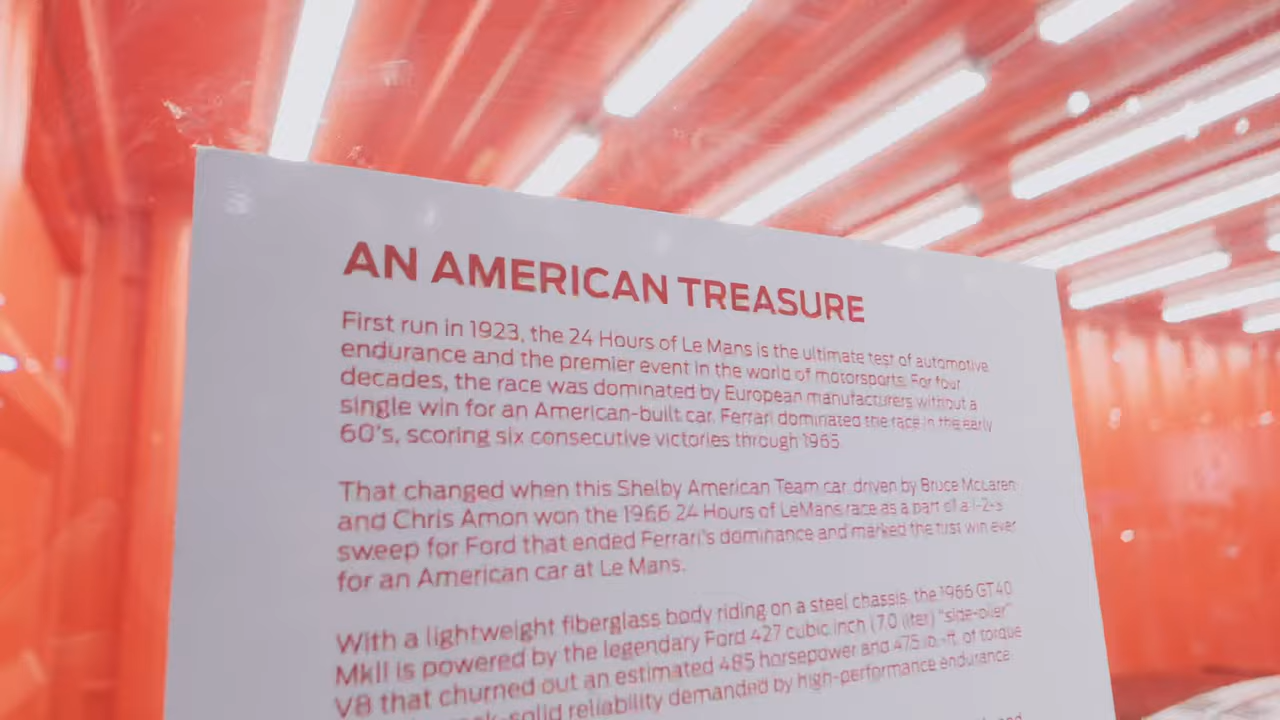 AN AMERICAN TREASURE
First run in 1923, the 24 Hours of Le Mans is the ultimate test of automotive
endurance and the premier event in the world of motorsports. For four
decades, the race was dominated by European manufacturers without a
single win for an American-built car. Ferrari dominated the race in the early
60's, scoring six consecutive victories through 1965.
That changed when this Shelby American Team car, driven by Bruce McLaren
and Chris Amon won the 1966 24 Hours of LeMans race as a part of a 1-2-3
sweep for Ford that ended Ferrari's dominance and marked the first win ever
for an American car at Le Mans.
With a lightweight fiberglass body riding on a steel chassis, the 1966 GT40
MkII is powered by the legendary Ford 427 cubic inch (7.0 liter) "side-oiler"
V8 that churned out an estimated 485 horsepower and 475 lb.-ft. of torque
-solid reliability demanded by high-performance endurance